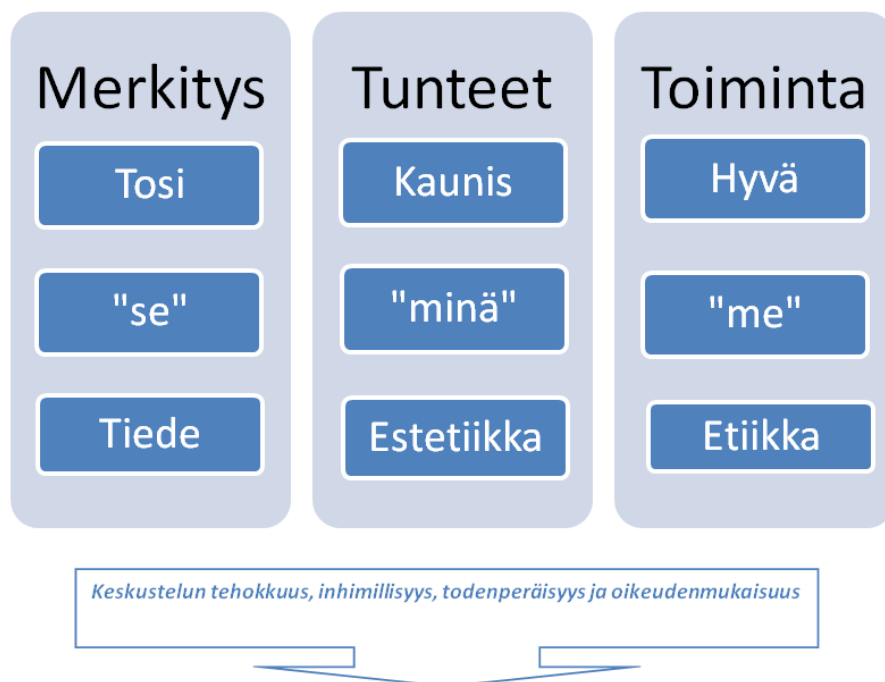 Merkitys
Tosi
"se"
Tiede
Tunteet
Kaunis
"minä"
Estetiikka
Toiminta
Hyvä
"me"
Etiikka
Keskustelun tehokkuus, inhimillisyys, todenperäisyys ja oikeudenmukaisuus